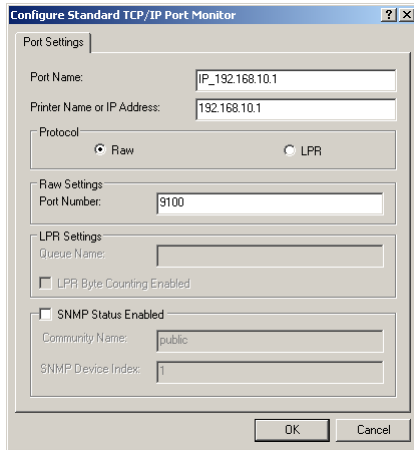 Configure Standard TCP/IP Port Monitor
Port Settings
Port Name: IP_192.168.10.1
Printer Name or IP Address: 192.168.10.1
Protocol
Raw LPR
Raw Settings
Port Number: 9100
LPR Settings
Queue Name:
LPR Byte Counting Enabled
SNMP Status Enabled
Community Name: public
SNMP Device Index: 1
OK Cancel